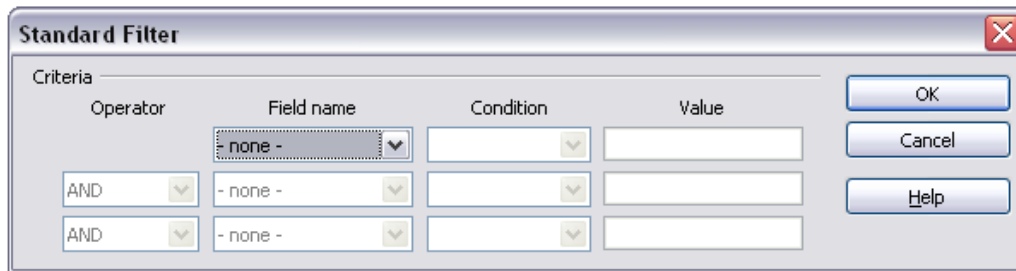 Standard Filter
Criteria
Operator Field name Condition Value
- none -
AND - none -
AND - none -
OK
Cancel
Help